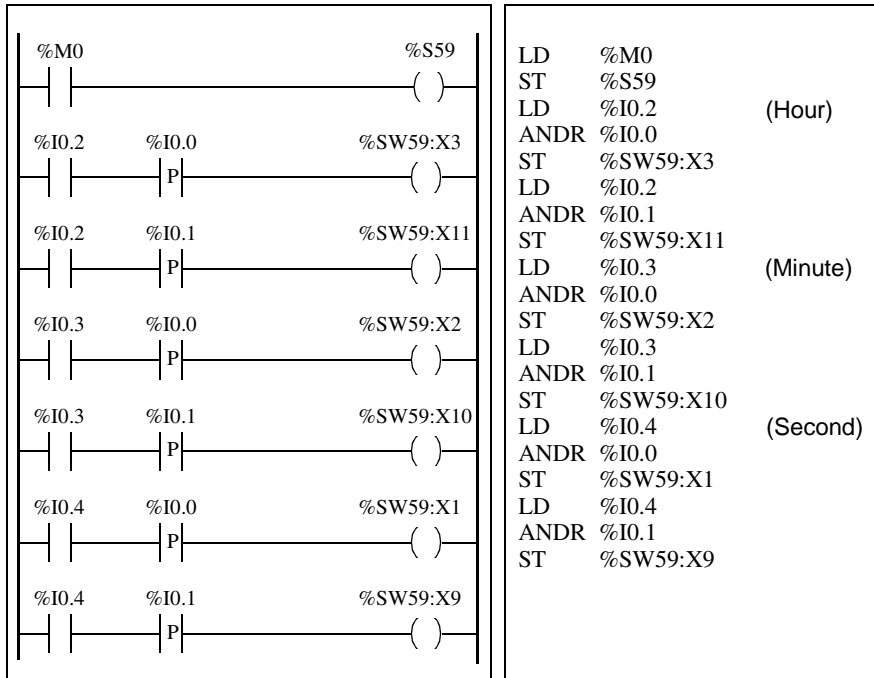 %M0 %S59
%I0.2 %I0.0 %SW59:X3
P
%I0.2 %I0.1 %SW59:X11
P
%I0.3 %I0.0 %SW59:X2
P
%I0.3 %I0.1 %SW59:X10
P
%I0.4 %I0.0 %SW59:X1
P
%I0.4 %I0.1 %SW59:X9
P
LD %M0
ST %S59
LD %I0.2 (Hour)
ANDR %I0.0
ST %SW59:X3
LD %I0.2
ANDR %I0.1
ST %SW59:X11
LD %I0.3 (Minute)
ANDR %I0.0
ST %SW59:X2
LD %I0.3
ANDR %I0.1
ST %SW59:X10
LD %I0.4 (Second)
ANDR %I0.0
ST %SW59:X1
LD %I0.4
ANDR %I0.1
ST %SW59:X9